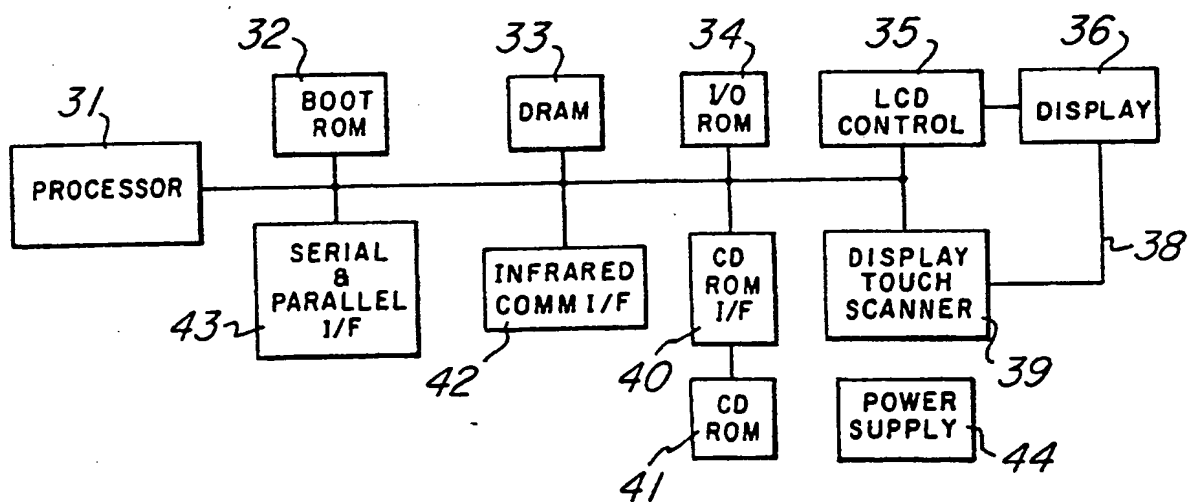 32
33
34
35
36
31
BOOT
ROM
DRAM
I/O
ROM
LCD
CONTROL
DISPLAY
PROCESSOR
SERIAL
&
PARALLEL
I/F
INFRARED
COMM I/F
CD
ROM
I/F
DISPLAY
TOUCH
SCANNER
38
43
42
40
39
CD
ROM
POWER
SUPPLY
41
44